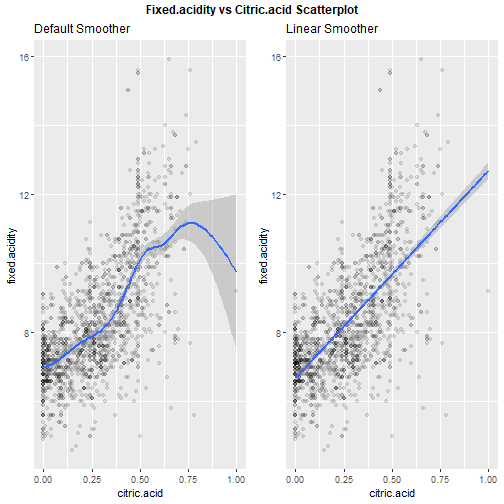 Fixed.acidity vs Citric.acid Scatterplot
Default Smoother
Linear Smoother
16
12
8
fixed.acidity
0.00 0.25 0.50 0.75 1.00
citric.acid
16
12
8
fixed.acidity
0.00 0.25 0.50 0.75 1.00
citric.acid